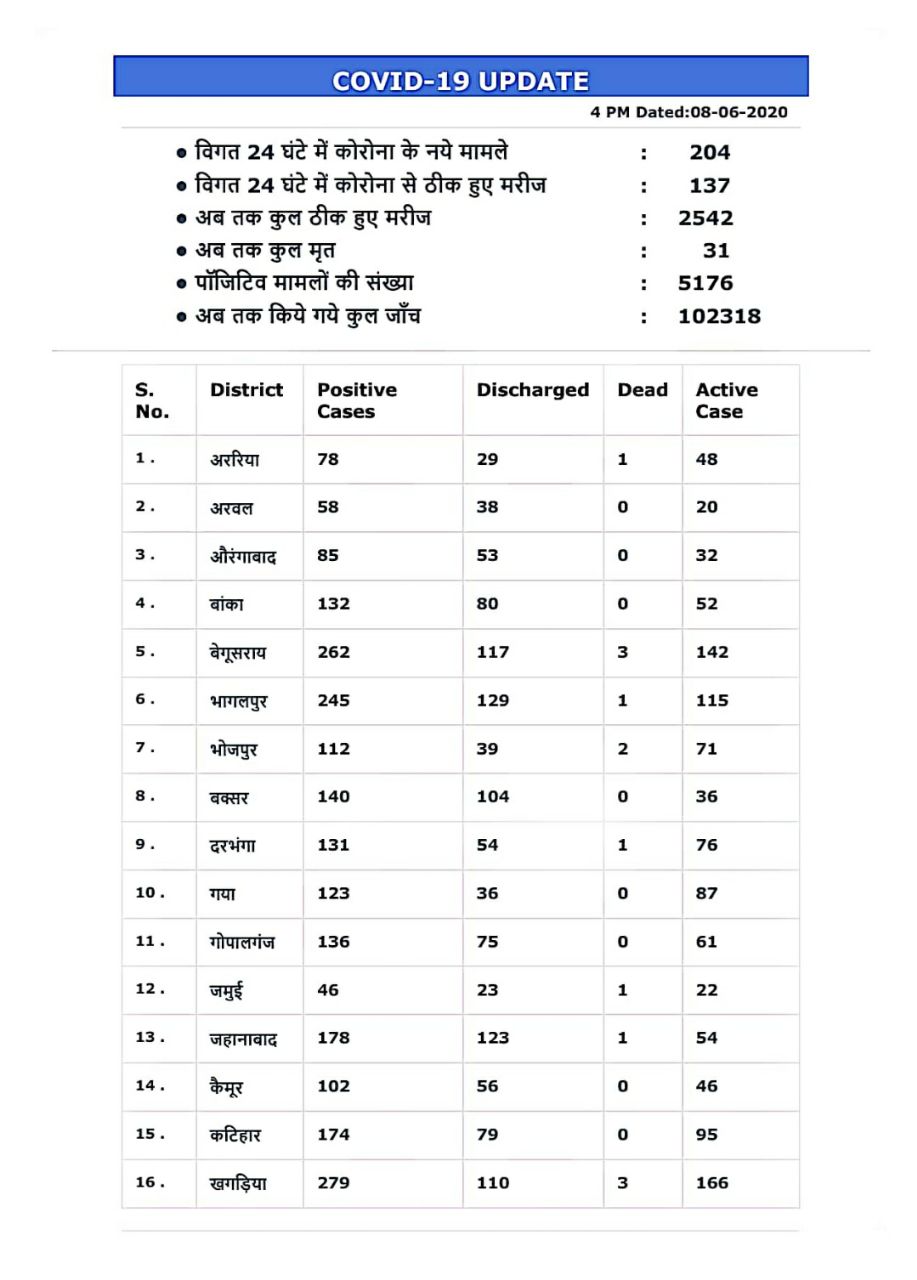 COVID-19 UPDATE
4 PM Dated:08-06-2020
• विगत 24 घंटे में कोरोना के नये मामले : 204
• विगत 24 घंटे में कोरोना से ठीक हुए मरीज : 137
• अब तक कुल ठीक हुए मरीज : 2542
• अब तक कुल मृत : 31
• पॉजिटिव मामलों की संख्या : 5176
• अब तक किये गये कुल जाँच : 102318
S. No. District Positive Cases Discharged Dead Active Case
1 . अररिया 78 29 1 48
2 . अरवल 58 38 0 20
3 . औरंगाबाद 85 53 0 32
4 . बांका 132 80 0 52
5 . बेगूसराय 262 117 3 142
6 . भागलपुर 245 129 1 115
7 . भोजपुर 112 39 2 71
8 . बक्सर 140 104 0 36
9 . दरभंगा 131 54 1 76
10 . गया 123 36 0 87
11 . गोपालगंज 136 75 0 61
12 . जमुई 46 23 1 22
13 . जहानाबाद 178 123 1 54
14 . कैमूर 102 56 0 46
15 . कटिहार 174 79 0 95
16 . खगड़िया 279 110 3 166